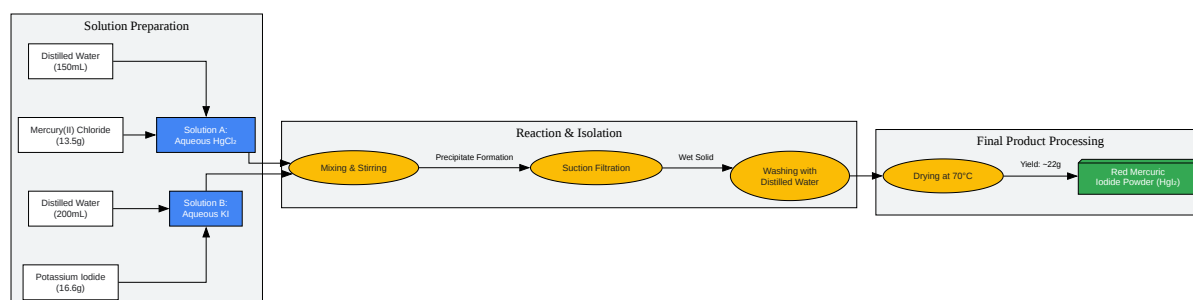 Solution Preparation
Distilled Water
(150mL)
Mercury(II) Chloride
(13.5g)
Solution A:
Aqueous HgCl₂
Distilled Water
(200mL)
Solution B:
Aqueous KI
Potassium Iodide
(16.6g)
Reaction & Isolation
Mixing & Stirring
Precipitate Formation
Suction Filtration
Wet Solid
Washing with
Distilled Water
Final Product Processing
Drying at 70°C
Yield: ~22g
Red Mercuric
Iodide Powder (HgI₂)